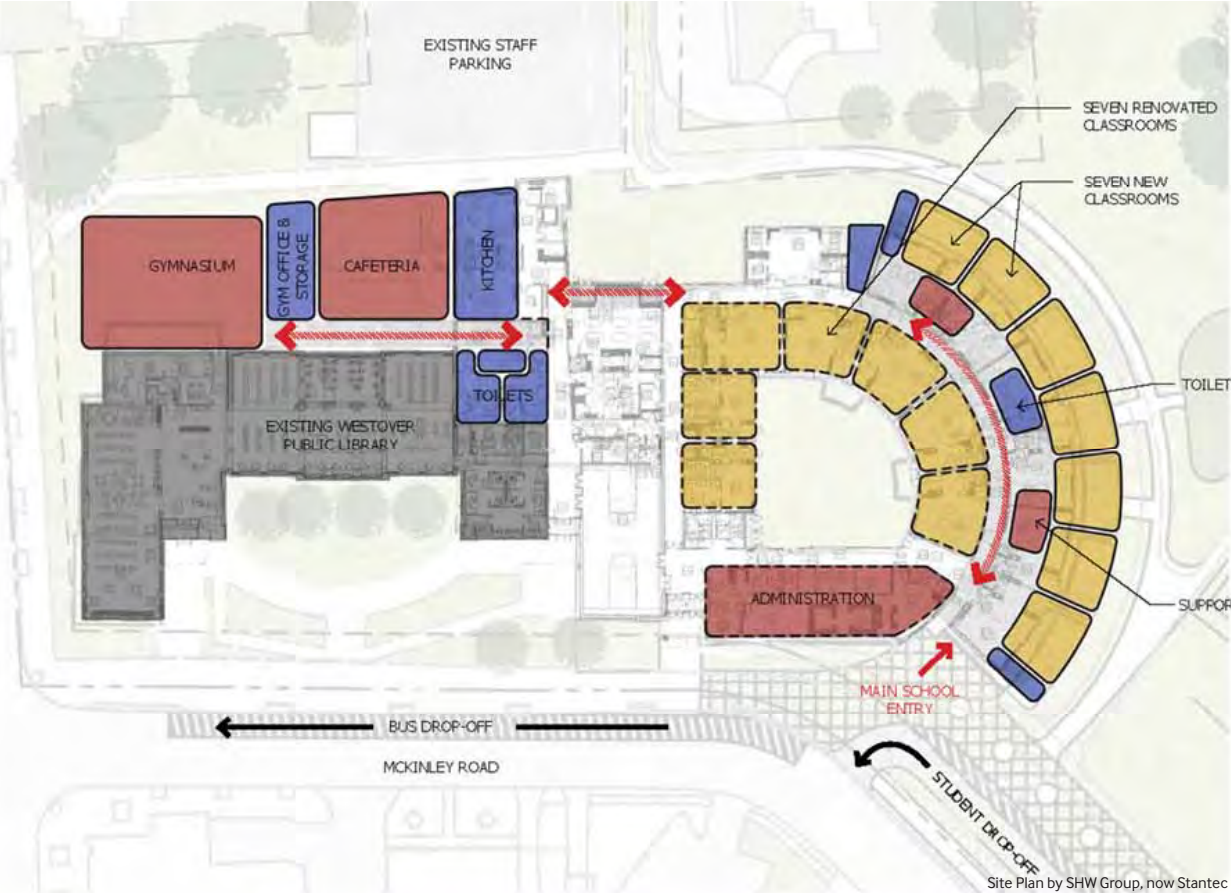 EXISTING STAFF
PARKING
SEVEN RENOVATED
CLASSROOMS
SEVEN NEW
CLASSROOMS
GYMNASIUM
GYM OFFICE &
STORAGE
CAFETERIA
KITCHEN
TOILETS
EXISTING WESTOVER
PUBLIC LIBRARY
TOILET
SUPPOR
ADMINISTRATION
MAIN SCHOOL
ENTRY
BUS DROP-OFF
MCKINLEY ROAD
STUDENT DROP-OFF
Site Plan by SHW Group, now Stantec